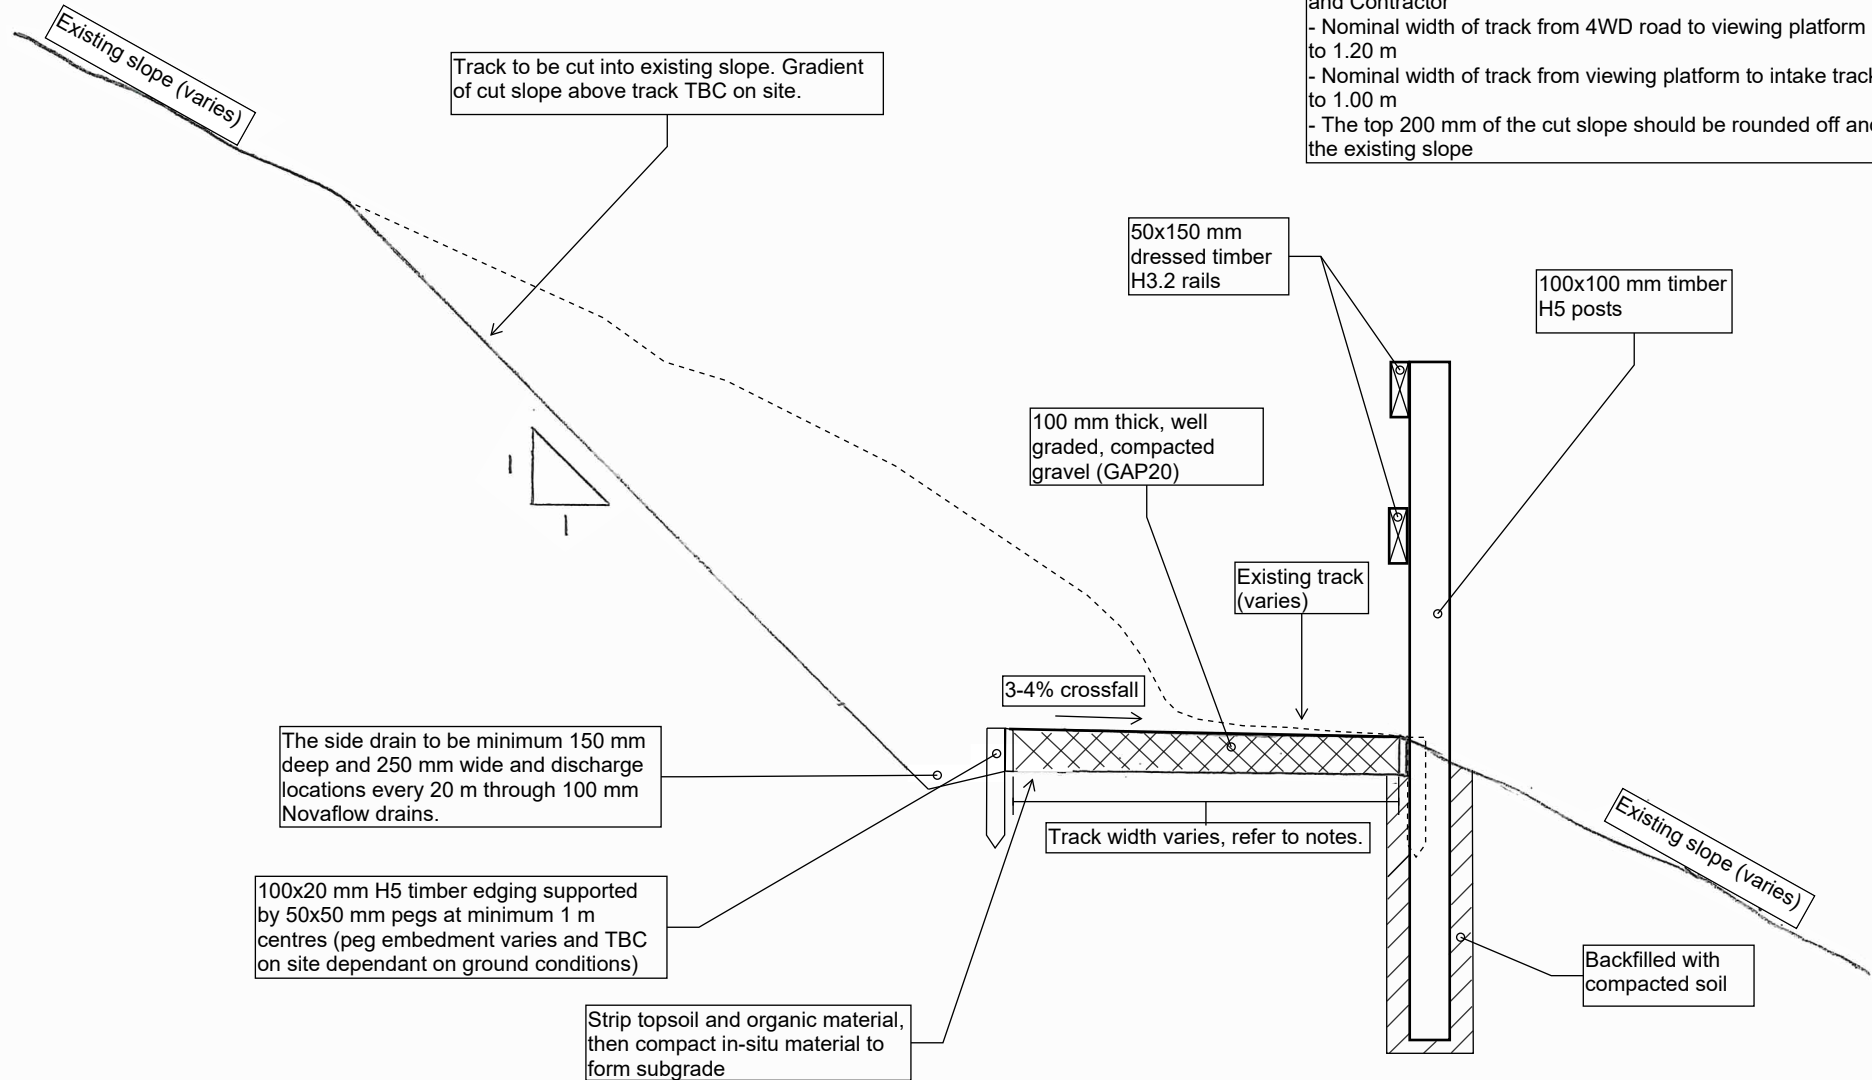 and Contractor
- Nominal width of track from 4WD road to viewing platform
to 1.20 m
- Nominal width of track from viewing platform to intake track
to 1.00 m
- The top 200 mm of the cut slope should be rounded off and
the existing slope
Existing slope (varies)
Track to be cut into existing slope. Gradient
of cut slope above track TBC on site.
50x150 mm
dressed timber
H3.2 rails
100x100 mm timber
H5 posts
100 mm thick, well
graded, compacted
gravel (GAP20)
1
1
Existing track
(varies)
3-4% crossfall
The side drain to be minimum 150 mm
deep and 250 mm wide and discharge
locations every 20 m through 100 mm
Novaflow drains.
Track width varies, refer to notes.
Existing slope (varies)
100x20 mm H5 timber edging supported
by 50x50 mm pegs at minimum 1 m
centres (peg embedment varies and TBC
on site dependant on ground conditions)
Backfilled with
compacted soil
Strip topsoil and organic material,
then compact in-situ material to
form subgrade